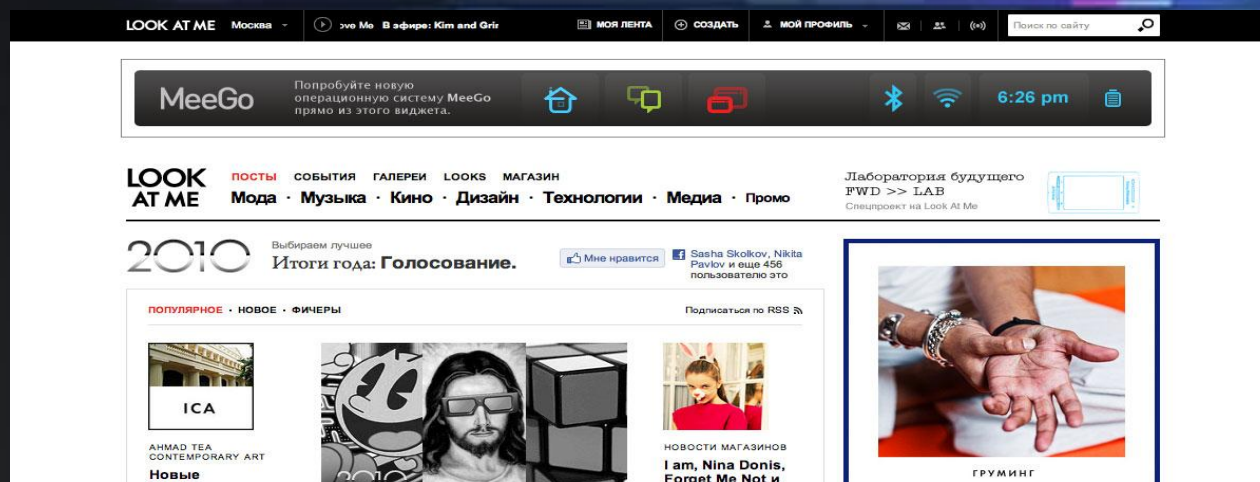 LOOK AT ME Москва В эфире: Kim and Grir МОЯ ЛЕНТА СОЗДАТЬ МОЙ ПРОФИЛЬ Поиск по сайту
MeeGo
Попробуйте новую
операционную систему MeeGo
прямо из этого виджета.
6:26 pm
LOOK
AT ME
ПОСТЫ СОБЫТИЯ ГАЛЕРЕИ LOOKS МАГАЗИН
Мода · Музыка · Кино · Дизайн · Технологии · Медиа · Промо
Лаборатория будущего
FWD >> LAB
Спецпроект на Look At Me
2010
Выбираем лучшее
Итоги года: Голосование.
Мне нравится
Sasha Skolkov, Nikita
Pavlov и еще 456
пользователю это
ПОПУЛЯРНОЕ · НОВОЕ · ФИЧЕРЫ
Подписаться по RSS
ICA
AHMAD TEA
CONTEMPORARY ART
Новые
2010
НОВОСТИ МАГАЗИНОВ
I am, Nina Donis,
Forget Me Not и
ГРУМИНГ